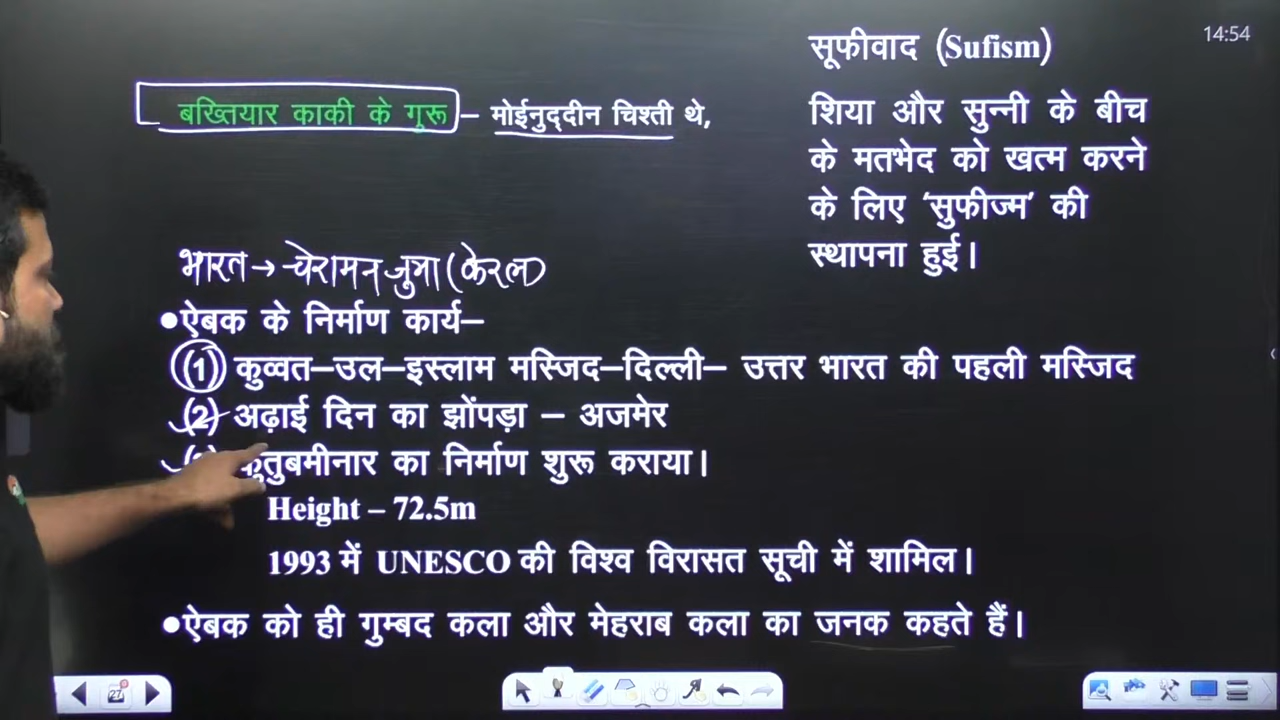 14:54
सूफीवाद (Sufism)
शिया और सुन्नी के बीच
के मतभेद को खत्म करने
के लिए ‘सुफीज्म’ की
स्थापना हुई।
बख्तियार काकी के गुरू – मोईनुद्दीन चिश्ती थे,
भारत → चेरामन जुमा (केरल)
●ऐबक के निर्माण कार्य–
(1) कुव्वत–उल–इस्लाम मस्जिद–दिल्ली– उत्तर भारत की पहली मस्जिद
(2) अढ़ाई दिन का झोंपड़ा – अजमेर
कुतुबमीनार का निर्माण शुरू कराया।
Height – 72.5m
1993 में UNESCO की विश्व विरासत सूची में शामिल।
●ऐबक को ही गुम्बद कला और मेहराब कला का जनक कहते हैं।
27